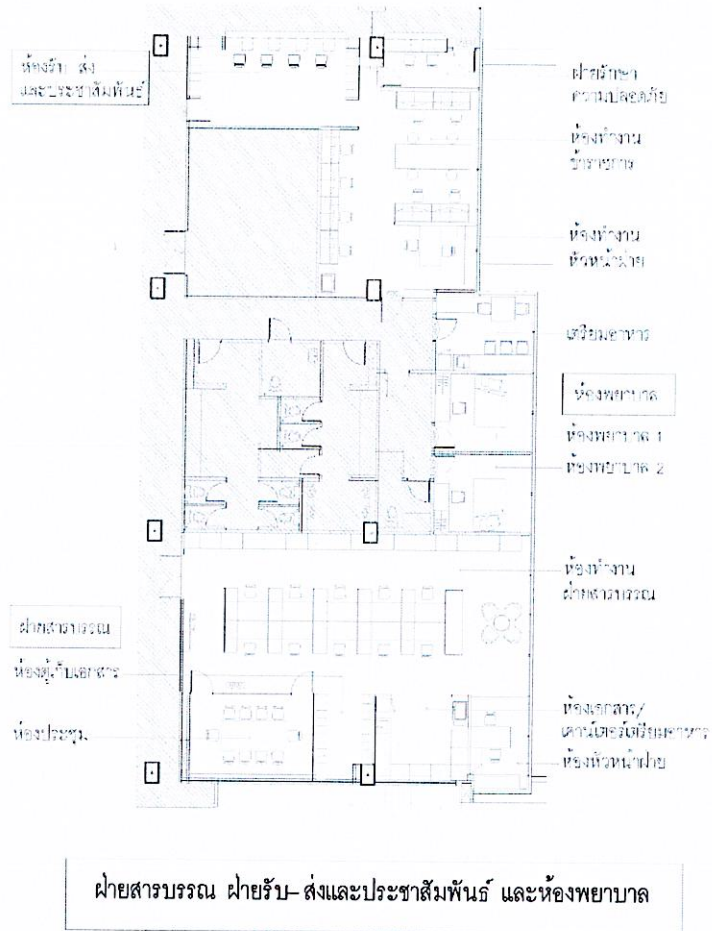 ห้องรับ ส่ง
และประชาสัมพันธ์
ฝ่ายรักษา
ความปลอดภัย
ห้องทำงาน
ข้าราชการ
ห้องทำงาน
หัวหน้าฝ่าย
เตรียมอาหาร
ห้องพยาบาล
ห้องพยาบาล 1
ห้องพยาบาล 2
ห้องทำงาน
ฝ่ายสารบรรณ
ฝ่ายสารบรรณ
ห้องตู้เก็บเอกสาร
ห้องประชุม
ห้องเอกสาร/
เคาน์เตอร์เตรียมอาหาร
ห้องหัวหน้าฝ่าย
ฝ่ายสารบรรณ ฝ่ายรับ-ส่งและประชาสัมพันธ์ และห้องพยาบาล